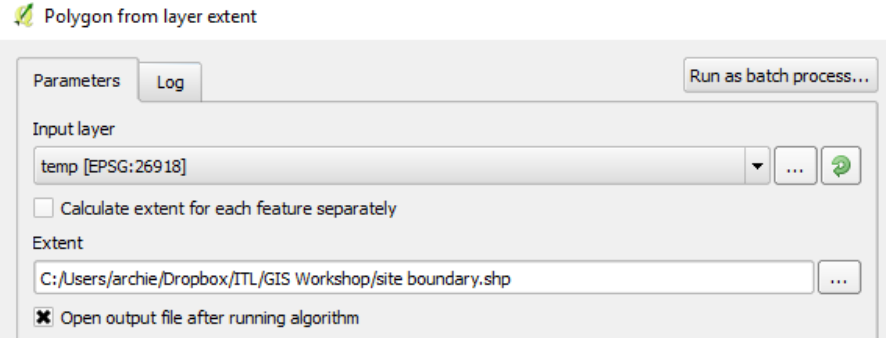 Polygon from layer extent
Parameters
Log
Run as batch process...
Input layer
temp [EPSG:26918]
...
Calculate extent for each feature separately
Extent
C:/Users/archie/Dropbox/ITL/GIS Workshop/site boundary.shp
...
Open output file after running algorithm